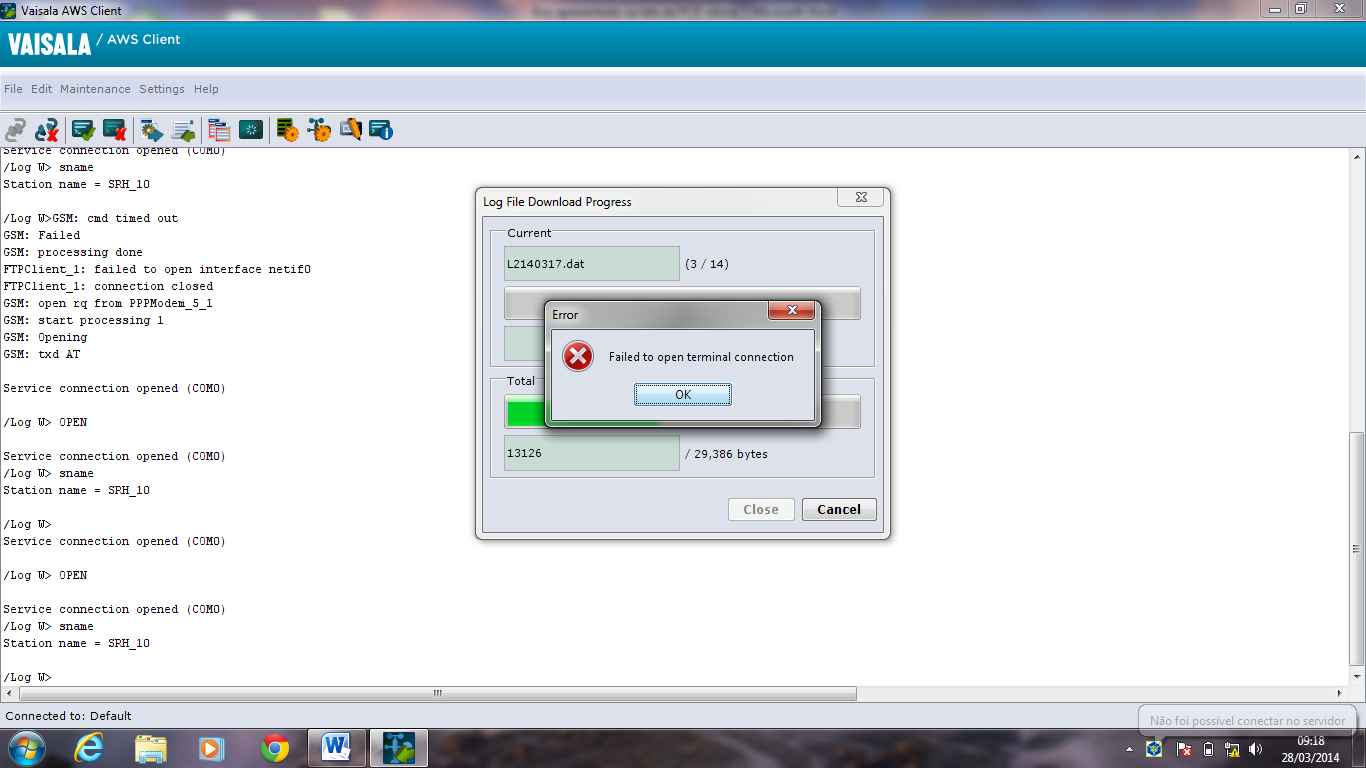 Vaisala AWS Client
VAISALA / AWS Client
File Edit Maintenance Settings Help
Service connection opened (COM0)
/Log W> sname
Station name = SRH_10
/Log W>GSM: cmd timed out
GSM: Failed
GSM: processing done
FTPClient_1: failed to open interface netif0
FTPClient_1: connection closed
GSM: open rq from PPPModem_5_1
GSM: start processing 1
GSM: Opening
GSM: txd AT
Service connection opened (COM0)
/Log W> OPEN
Service connection opened (COM0)
/Log W> sname
Station name = SRH_10
/Log W>
Service connection opened (COM0)
/Log W> OPEN
Service connection opened (COM0)
/Log W> sname
Station name = SRH_10
/Log W>
Log File Download Progress
Current
L2140317.dat (3 / 14)
Error
Failed to open terminal connection
OK
Total
13126 / 29,386 bytes
Close Cancel
Connected to: Default
Não foi possível conectar no servidor
09:18
28/03/2014